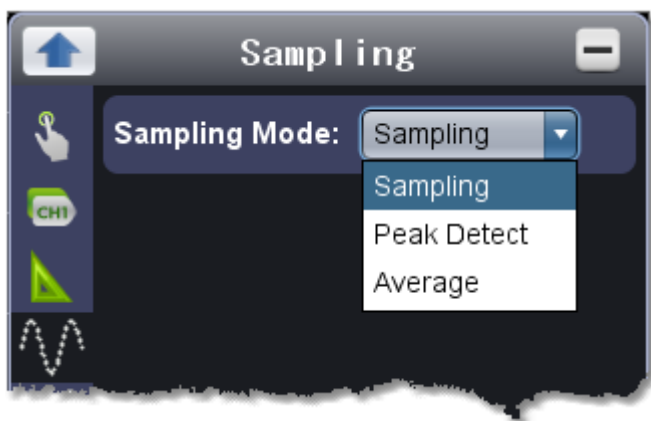 Sampling
Sampling Mode: Sampling
Sampling
CH1
Peak Detect
Average